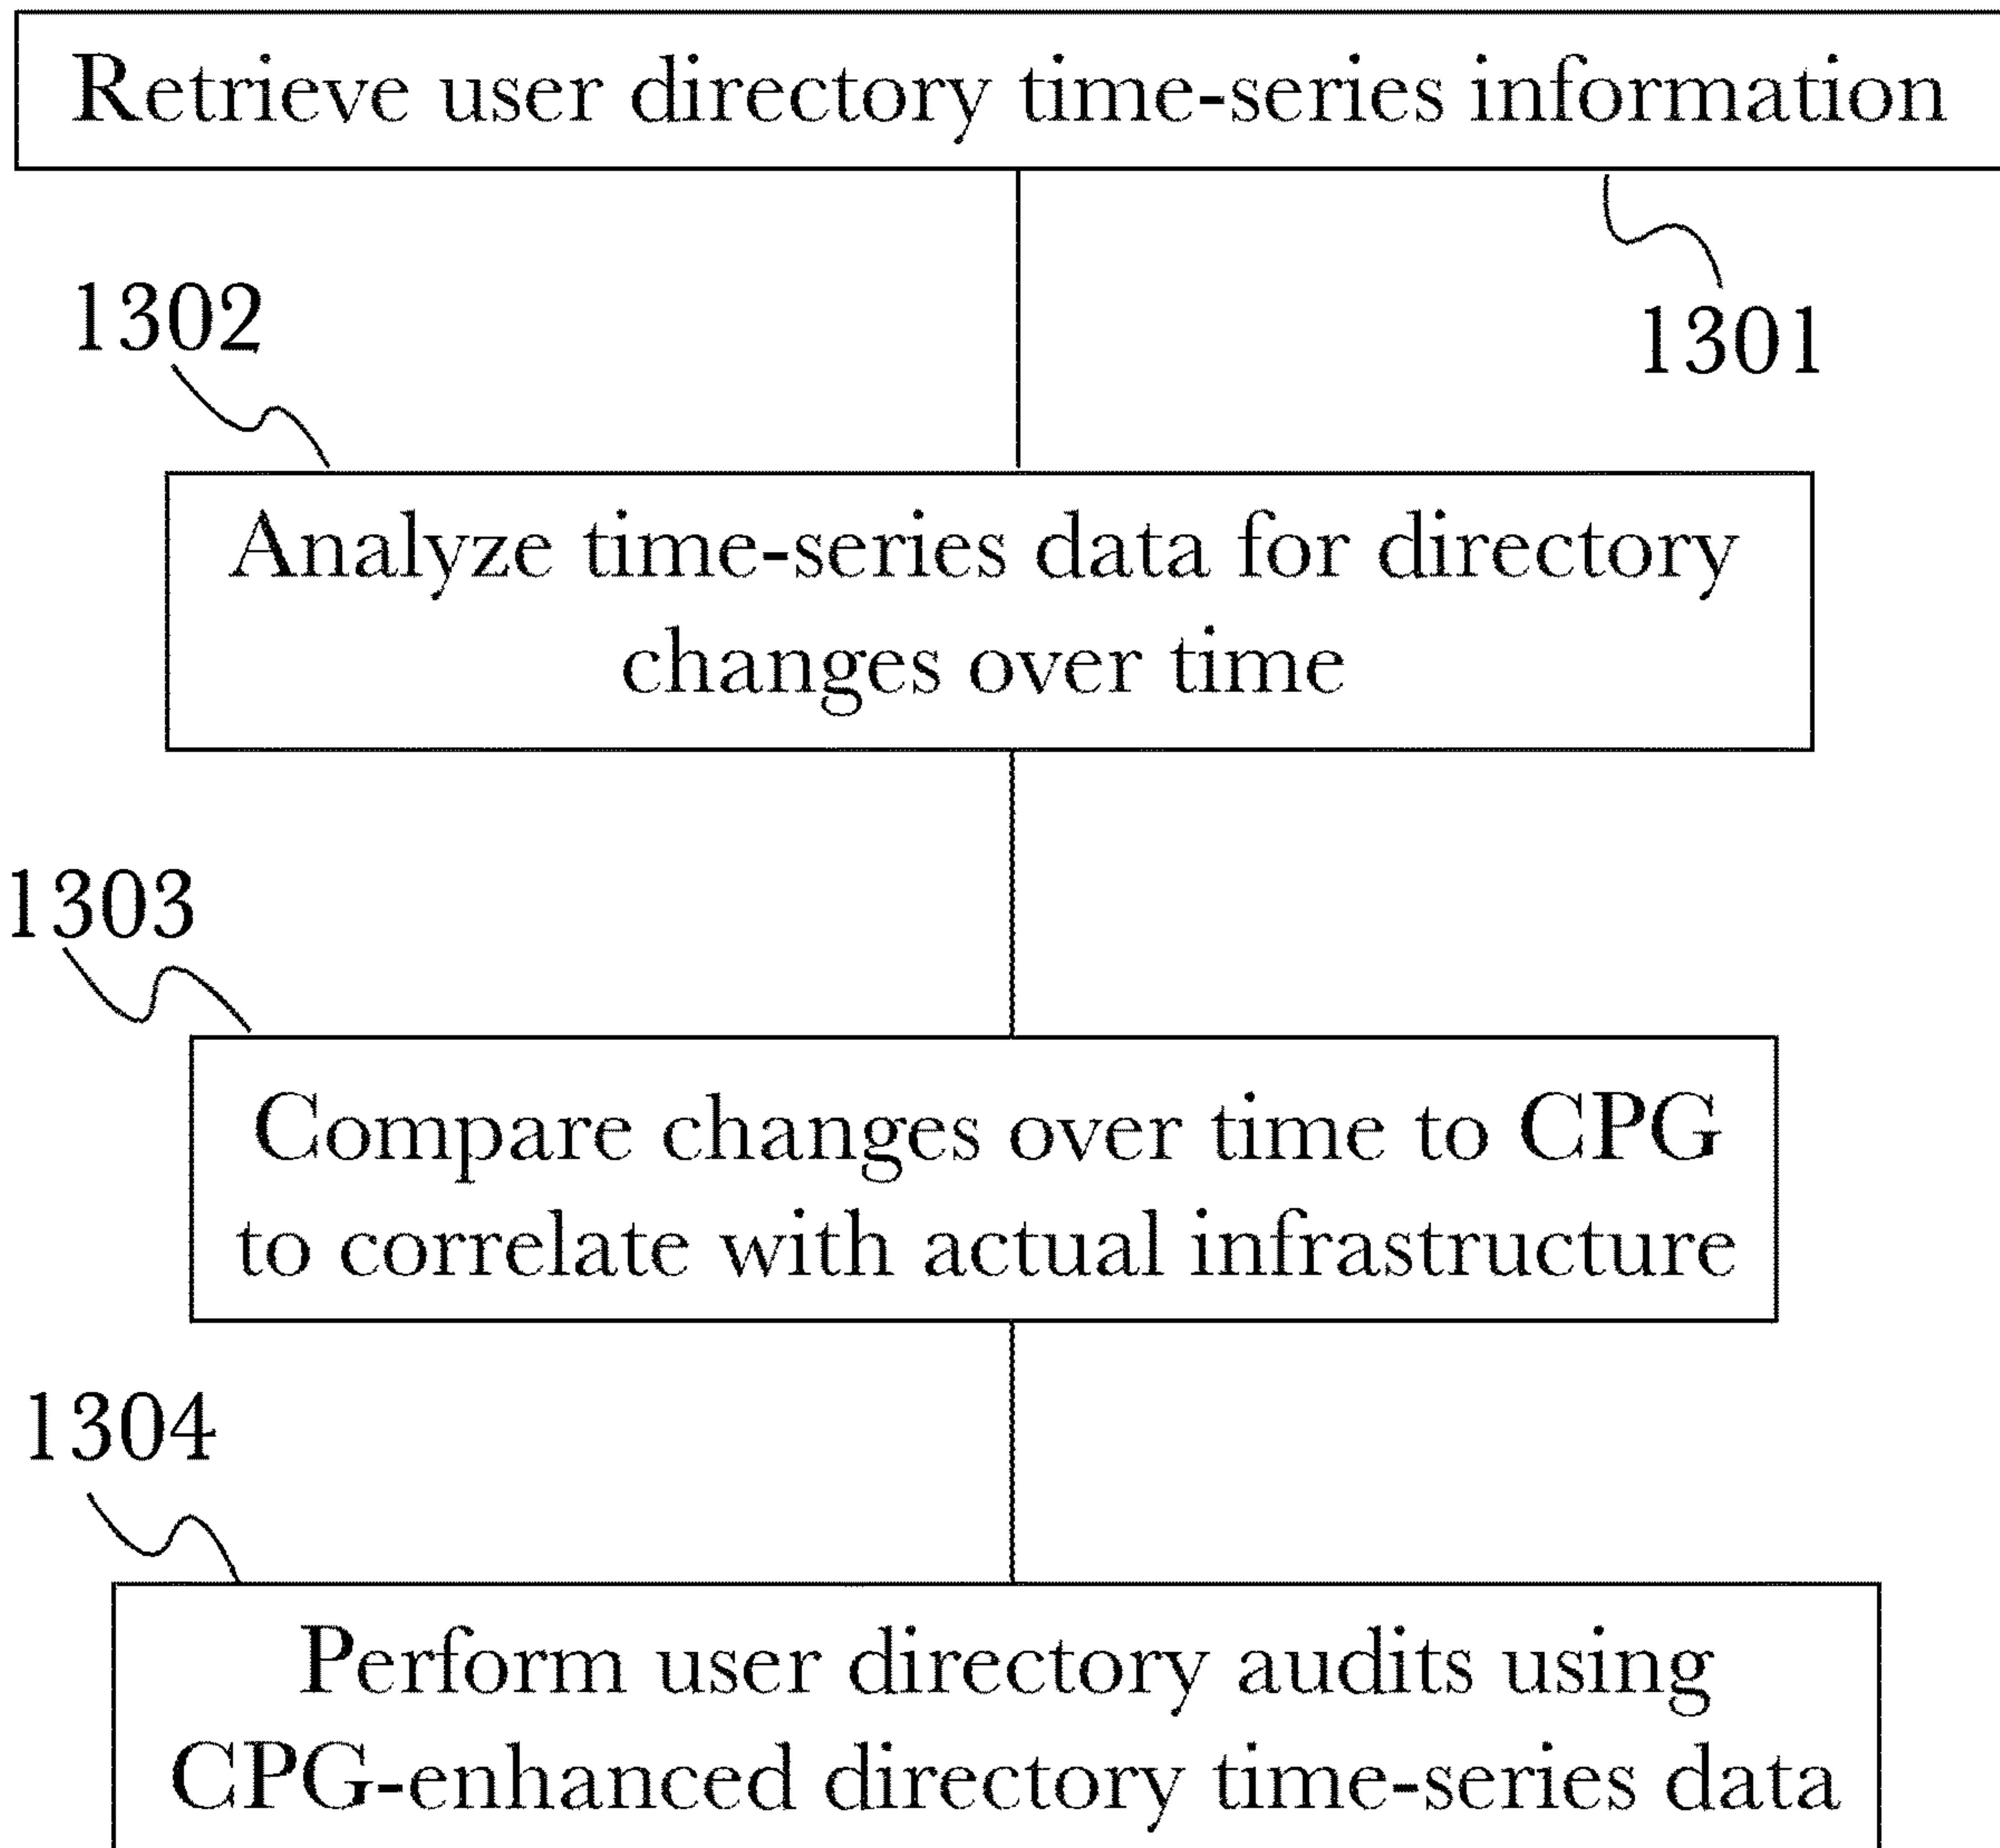 Retrieve user directory time-series information
1301
1302
Analyze time-series data for directory
changes over time
1303
Compare changes over time to CPG
to correlate with actual infrastructure
1304
Perform user directory audits using
CPG-enhanced directory time-series data